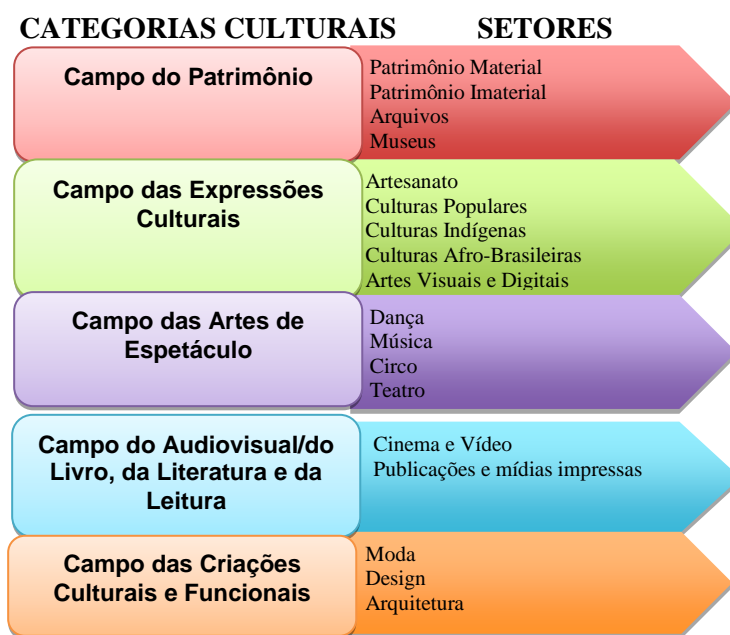 CATEGORIAS CULTURAIS SETORES
Campo do Patrimônio
Patrimônio Material
Patrimônio Imaterial
Arquivos
Museus
Campo das Expressões
Culturais
Artesanato
Culturas Populares
Culturas Indígenas
Culturas Afro-Brasileiras
Artes Visuais e Digitais
Campo das Artes de
Espetáculo
Dança
Música
Circo
Teatro
Campo do Audiovisual/do
Livro, da Literatura e da
Leitura
Cinema e Vídeo
Publicações e mídias impressas
Campo das Criações
Culturais e Funcionais
Moda
Design
Arquitetura